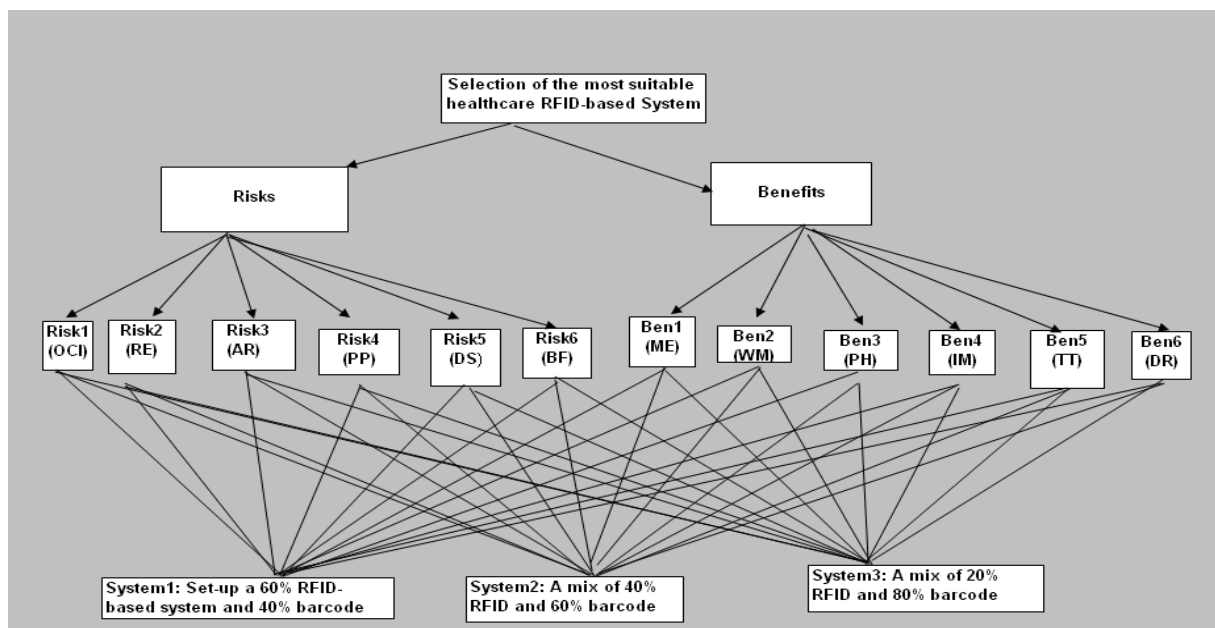 Selection of the most suitable
healthcare RFID-based System
Risks
Benefits
Risk1
(OCI)
Risk2
(RE)
Risk3
(AR)
Risk4
(PP)
Risk5
(DS)
Risk6
(BF)
Ben1
(ME)
Ben2
(WM)
Ben3
(PH)
Ben4
(IM)
Ben5
(TT)
Ben6
(DR)
System1: Set-up a 60% RFID-
based system and 40% barcode
System2: A mix of 40%
RFID and 60% barcode
System3: A mix of 20%
RFID and 80% barcode